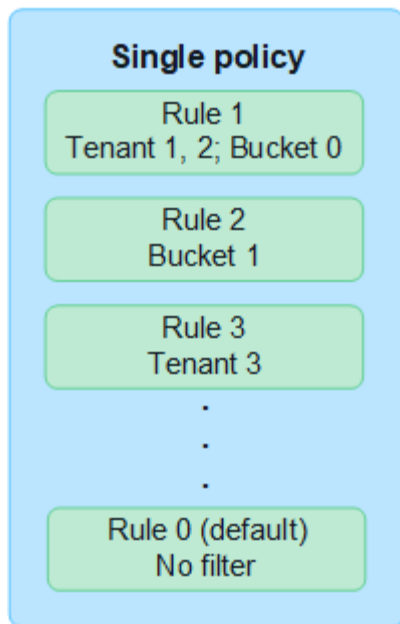 Single policy
Rule 1
Tenant 1, 2; Bucket 0
Rule 2
Bucket 1
Rule 3
Tenant 3
.
.
.
Rule 0 (default)
No filter